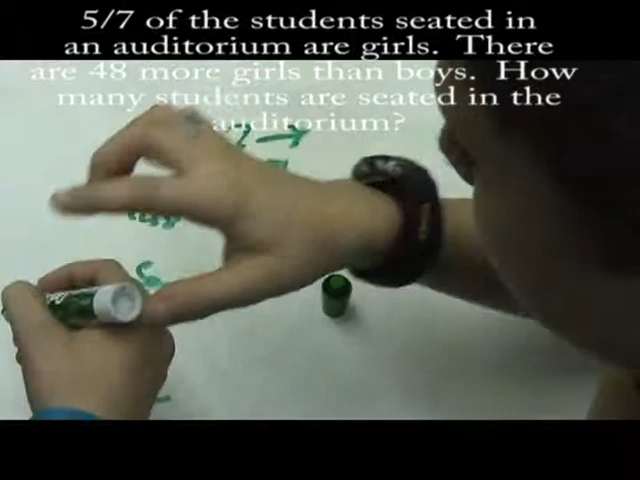 5/7 of the students seated in
an auditorium are girls. There
are 48 more girls than boys. How
many students are seated in the
auditorium?